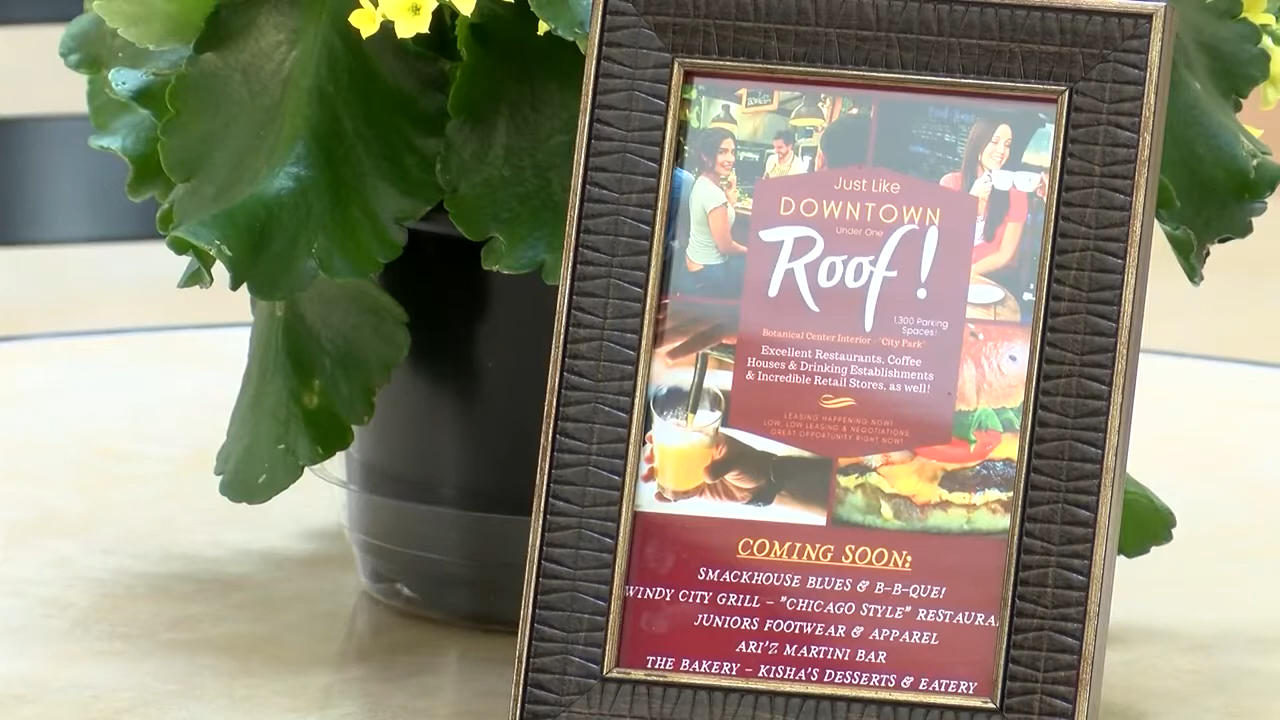 Just Like
DOWNTOWN
Under One
Roof!
1,300 Parking
Spaces!
Botanical Center Interior - "City Park"
Excellent Restaurants, Coffee
Houses & Drinking Establishments
& Incredible Retail Stores, as well!
LEASING HAPPENING NOW!
LOW, LOW LEASING & NEGOTIATIONS
GREAT OPPORTUNITY RIGHT NOW!
COMING SOON:
SMACKHOUSE BLUES & B-B-QUE!
WINDY CITY GRILL - "CHICAGO STYLE" RESTAURA
JUNIORS FOOTWEAR & APPAREL
ARI'Z MARTINI BAR
THE BAKERY - KISHA'S DESSERTS & EATERY